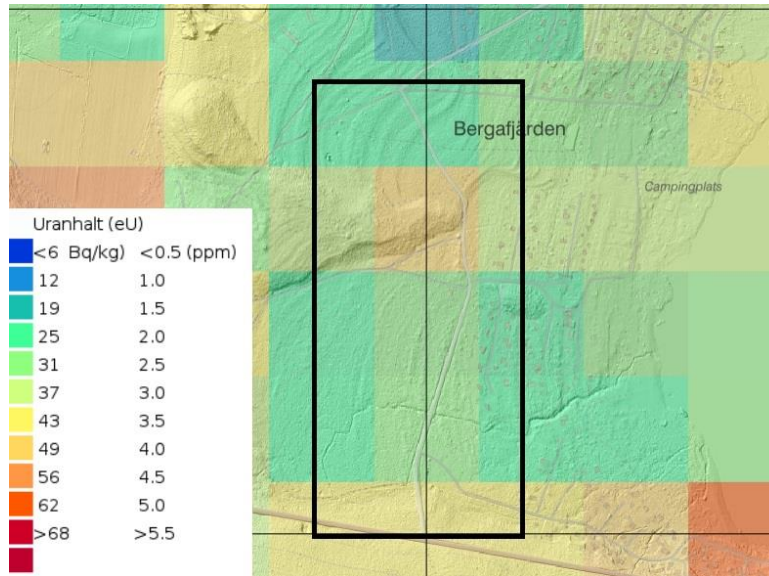 Bergafjärden
Campingplats
Uranhalt (eU)
<6 Bq/kg) <0.5 (ppm)
12 1.0
19 1.5
25 2.0
31 2.5
37 3.0
43 3.5
49 4.0
56 4.5
62 5.0
>68 >5.5